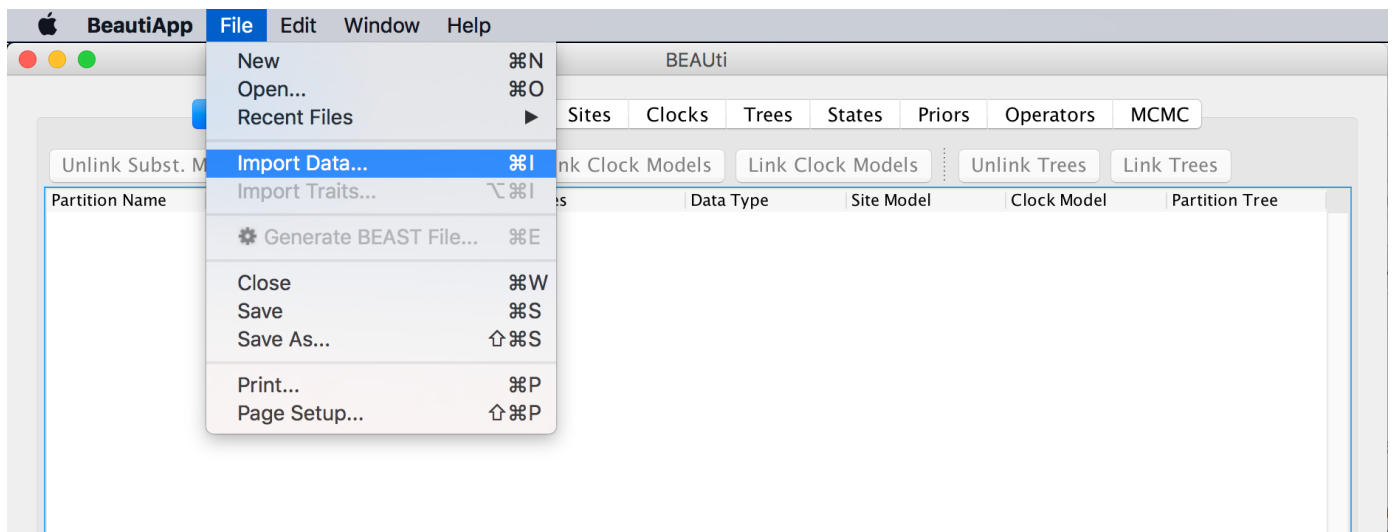 BeautiApp File Edit Window Help
BEAUti
New ⌘N
Open... ⌘O
Recent Files ▶
Import Data... ⌘I
Import Traits... ⌥⌘I
Generate BEAST File... ⌘E
Close ⌘W
Save ⌘S
Save As... ⇧⌘S
Print... ⌘P
Page Setup... ⇧⌘P
Sites Clocks Trees States Priors Operators MCMC
Unlink Subst. M nk Clock Models Link Clock Models Unlink Trees Link Trees
Partition Name es Data Type Site Model Clock Model Partition Tree